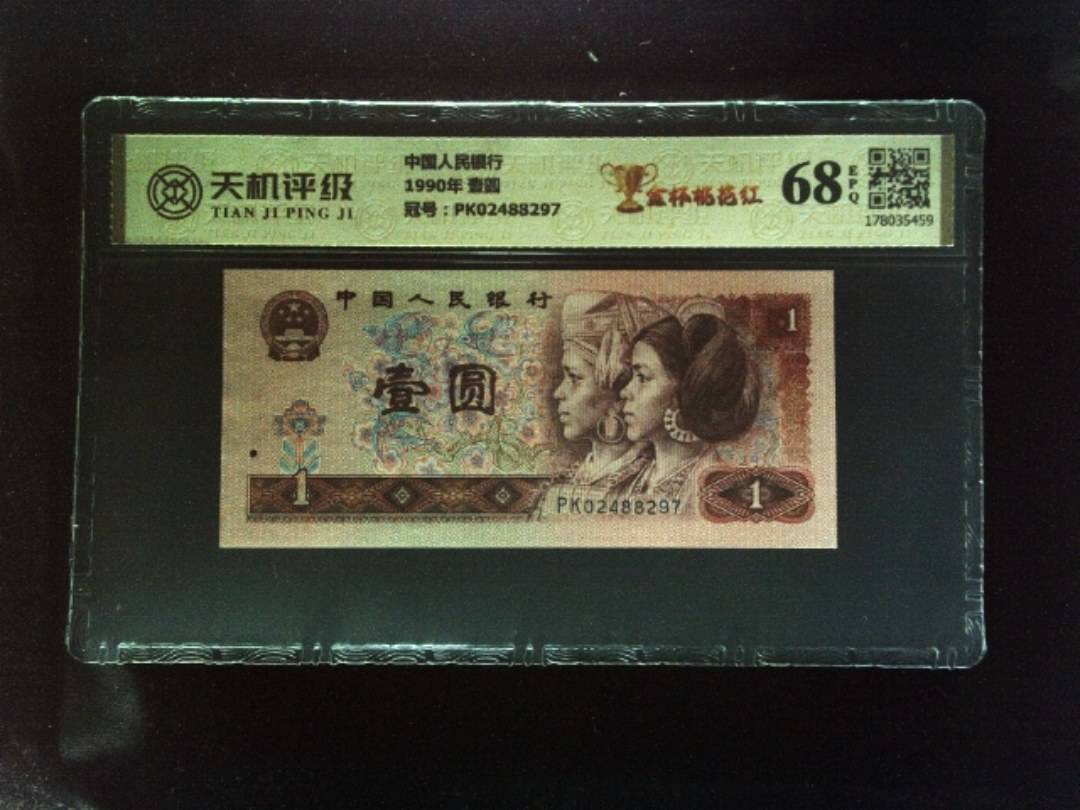 天机评级
TIAN JI PING JI
中国人民银行
1990年 壹圆
冠号：PK02488297
金杯桃花红
68
EPQ
178035459
中国人民银行
1
壹圆
1
PK02488297
1